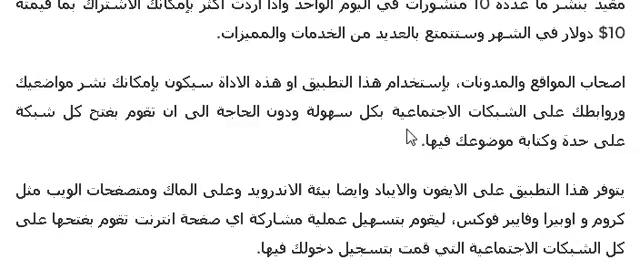 مقيد بنشر ما عدده 10 منشورات في اليوم الواحد واذا اردت اكثر بإمكانك الاشتراك بما قيمته
10$ دولار في الشهر وستتمتع بالعديد من الخدمات والمميزات.
اصحاب المواقع والمدونات، بإستخدام هذا التطبيق او هذه الاداة سيكون بإمكانك نشر مواضعيك
وروابطك على الشبكات الاجتماعية بكل سهولة ودون الحاجة الى ان تقوم بفتح كل شبكة
على حدة وكتابة موضوعك فيها.
يتوفر هذا التطبيق على الايفون والايباد وايضا بيئة الاندرويد وعلى الماك ومتصفحات الويب مثل
كروم و اوبيرا وفايبر فوكس، ليقوم بتسهيل عملية مشاركة اي صفحة انترنت تقوم بفتحها على
كل الشبكات الاجتماعية التي قمت بتسجيل دخولك فيها.